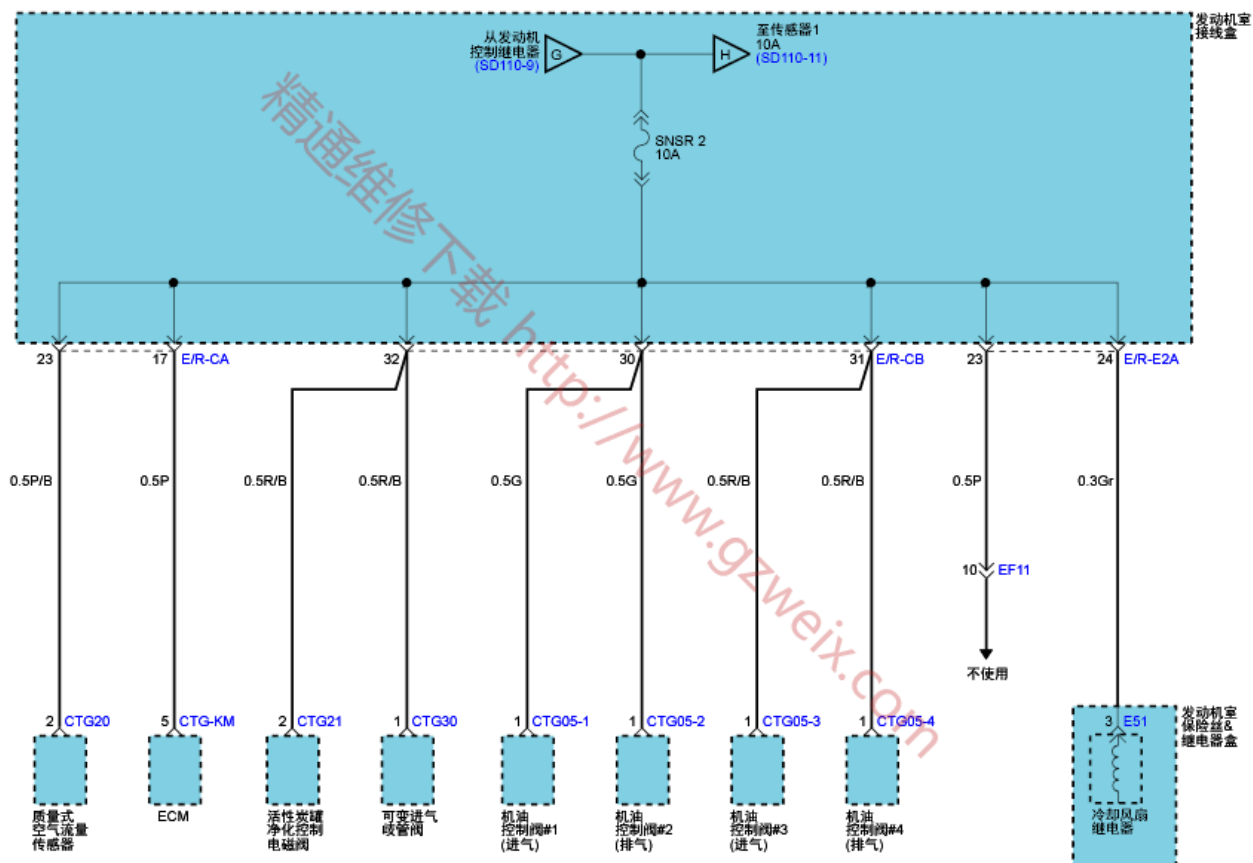 发动机室
接线盒
从发动机
控制继电器
(SD110-9)
G
H
至传感器1
10A
(SD110-11)
SNSR 2
10A
23
17
E/R-CA
32
30
31
E/R-CB
23
24
E/R-E2A
0.5P/B
0.5P
0.5R/B
0.5R/B
0.5G
0.5G
0.5R/B
0.5R/B
0.5P
0.3Gr
10
EF11
不使用
2 CTG20
5 CTG-KM
2 CTG21
1 CTG30
1 CTG05-1
1 CTG05-2
1 CTG05-3
1 CTG05-4
3 E51
发动机室
保险丝&
继电器盒
质量式
空气流量
传感器
ECM
活性炭罐
净化控制
电磁阀
可变进气
歧管阀
机油
控制阀#1
(进气)
机油
控制阀#2
(排气)
机油
控制阀#3
(进气)
机油
控制阀#4
(排气)
冷却风扇
继电器
精通维修下载 http://www.gzweix.com